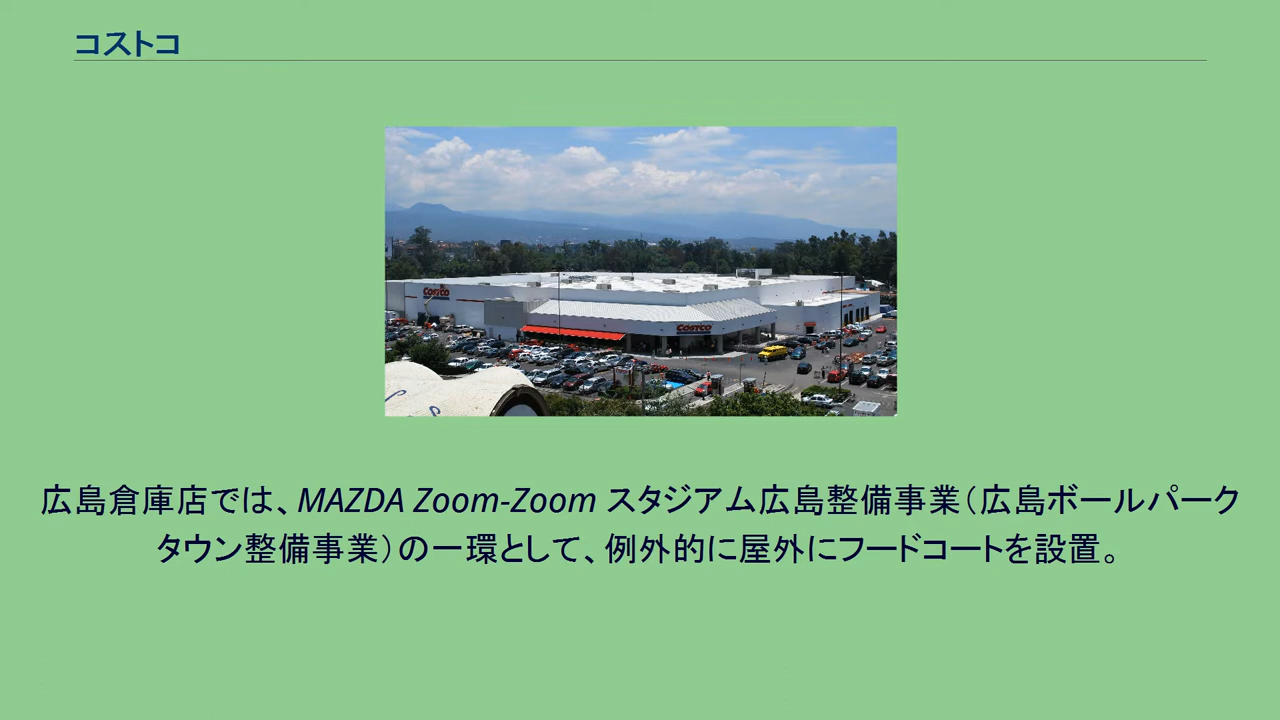 コストコ
COSTCO
COSTCO
広島倉庫店では、MAZDA Zoom-Zoom スタジアム広島整備事業（広島ボールパーク
タウン整備事業）の一環として、例外的に屋外にフードコートを設置。